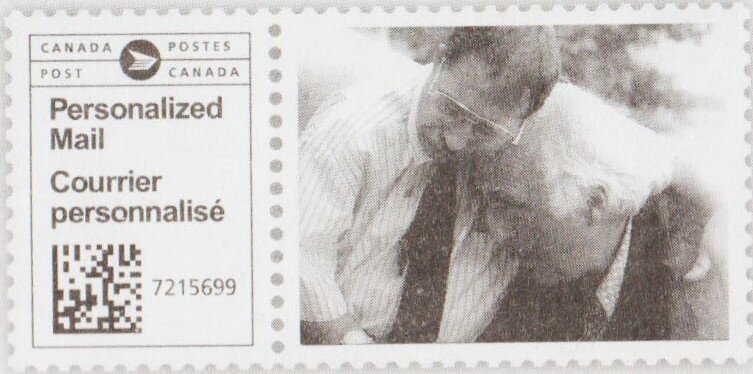 CANADA POSTES
POST CANADA
Personalized
Mail
Courrier
personnalisé
7215699